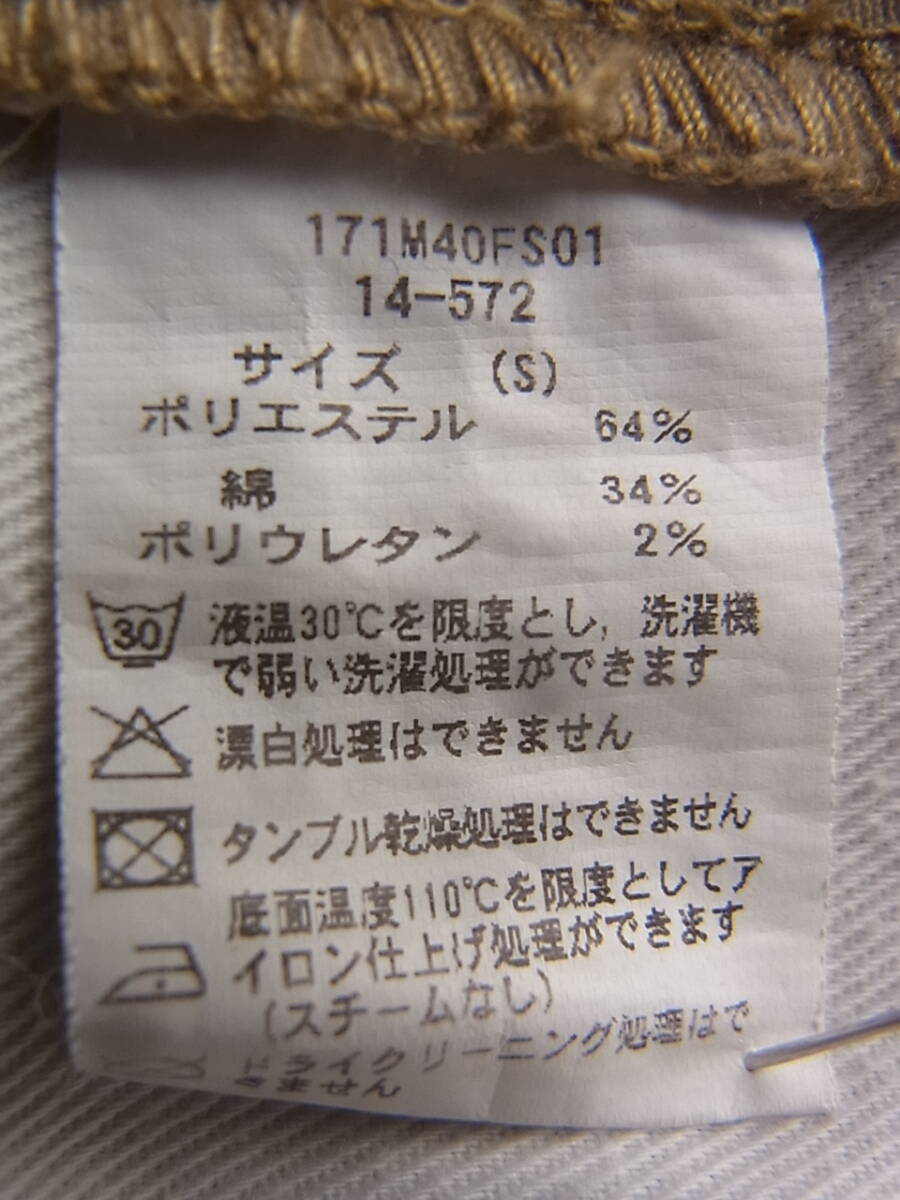 171M40FS01
14-572
サイズ (S)
ポリエステル 64%
綿 34%
ポリウレタン 2%
30 液温30℃を限度とし, 洗濯機
で弱い洗濯処理ができます
漂白処理はできません
タンブル乾燥処理はできません
底面温度110℃を限度としてア
イロン仕上げ処理ができます
(スチームなし)
ドライクリーニング処理はで
きません